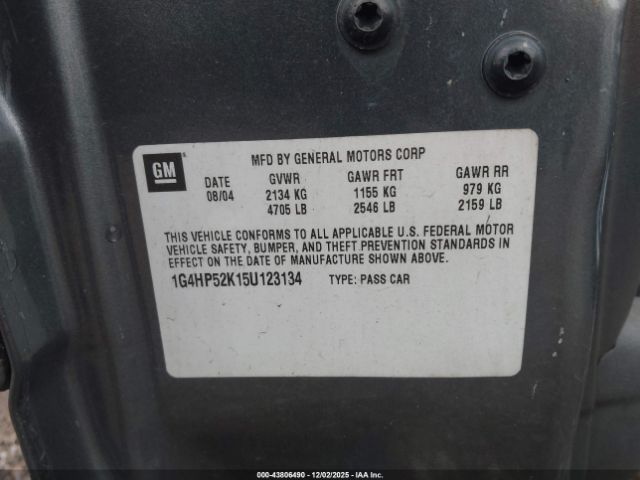 GM
MFD BY GENERAL MOTORS CORP
DATE GVWR GAWR FRT GAWR RR
08/04 2134 KG 1155 KG 979 KG
4705 LB 2546 LB 2159 LB
THIS VEHICLE CONFORMS TO ALL APPLICABLE U.S. FEDERAL MOTOR
VEHICLE SAFETY, BUMPER, AND THEFT PREVENTION STANDARDS IN
EFFECT ON THE DATE OF MANUFACTURE SHOWN ABOVE.
1G4HP52K15U123134 TYPE: PASS CAR
000-43806490 - 12/02/2025 - IAAI.com